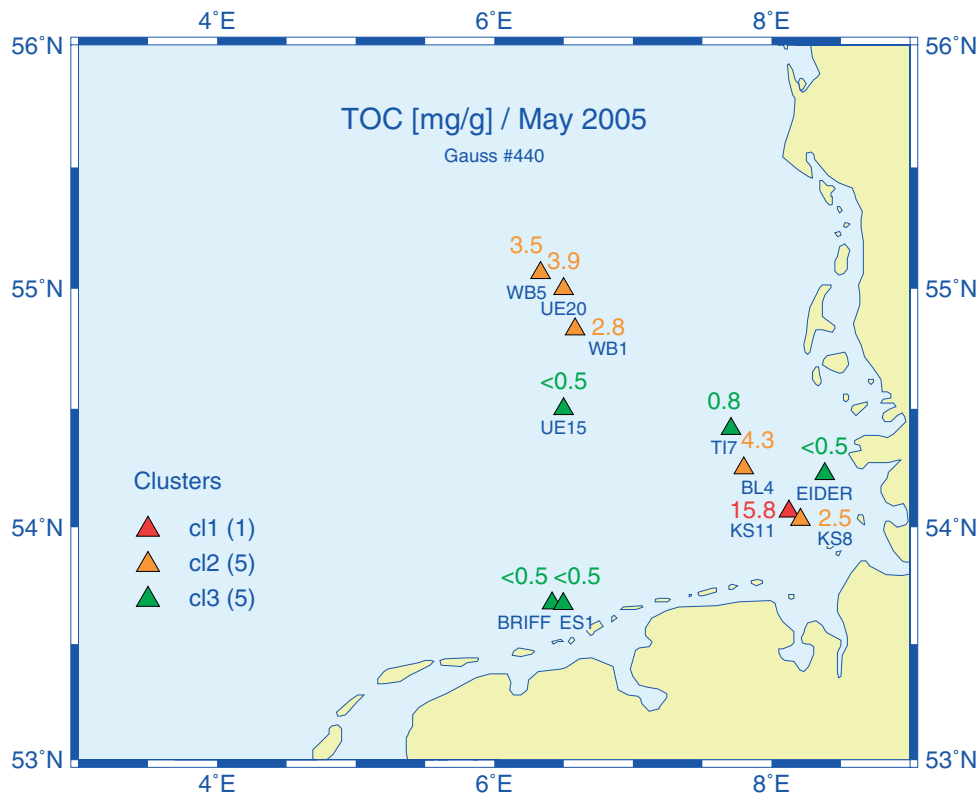 4°E 6°E 8°E
56°N 56°N
TOC [mg/g] / May 2005
Gauss #440
3.5 3.9
55°N WB5 55°N
UE20
2.8
WB1
<0.5
UE15
0.8
TI7 4.3 <0.5
BL4 EIDER
Clusters
15.8 2.5
54°N cl1 (1) KS11 KS8 54°N
cl2 (5)
<0.5 <0.5
cl3 (5)
BRIFF ES1
53°N 53°N
4°E 6°E 8°E